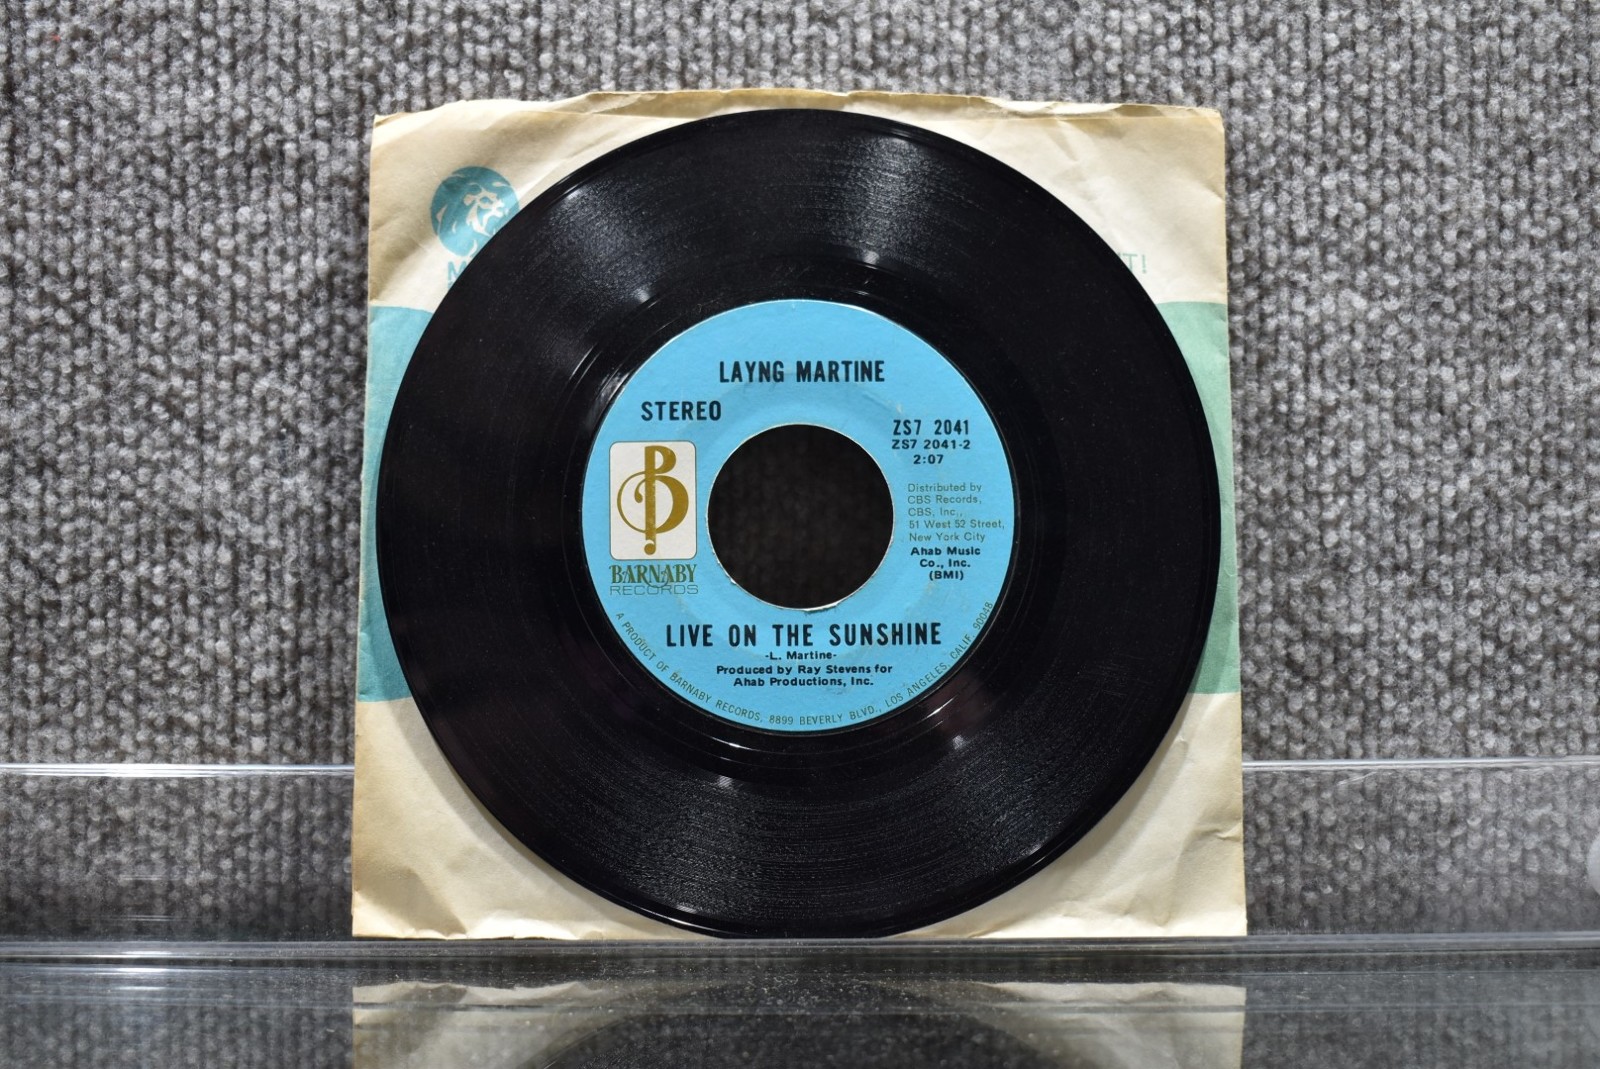 LAYNG MARTINE
STEREO
ZS7 2041
ZS7 2041-2
2:07
Distributed by
CBS Records,
CBS, Inc.,
51 West 52 Street,
New York City
Ahab Music
Co., Inc.
(BMI)
B
BARNABY
RECORDS
LIVE ON THE SUNSHINE
-L. Martine-
Produced by Ray Stevens for
Ahab Productions, Inc.
A PRODUCT OF BARNABY RECORDS, 8899 BEVERLY BLVD., LOS ANGELES, CALIF. 90048